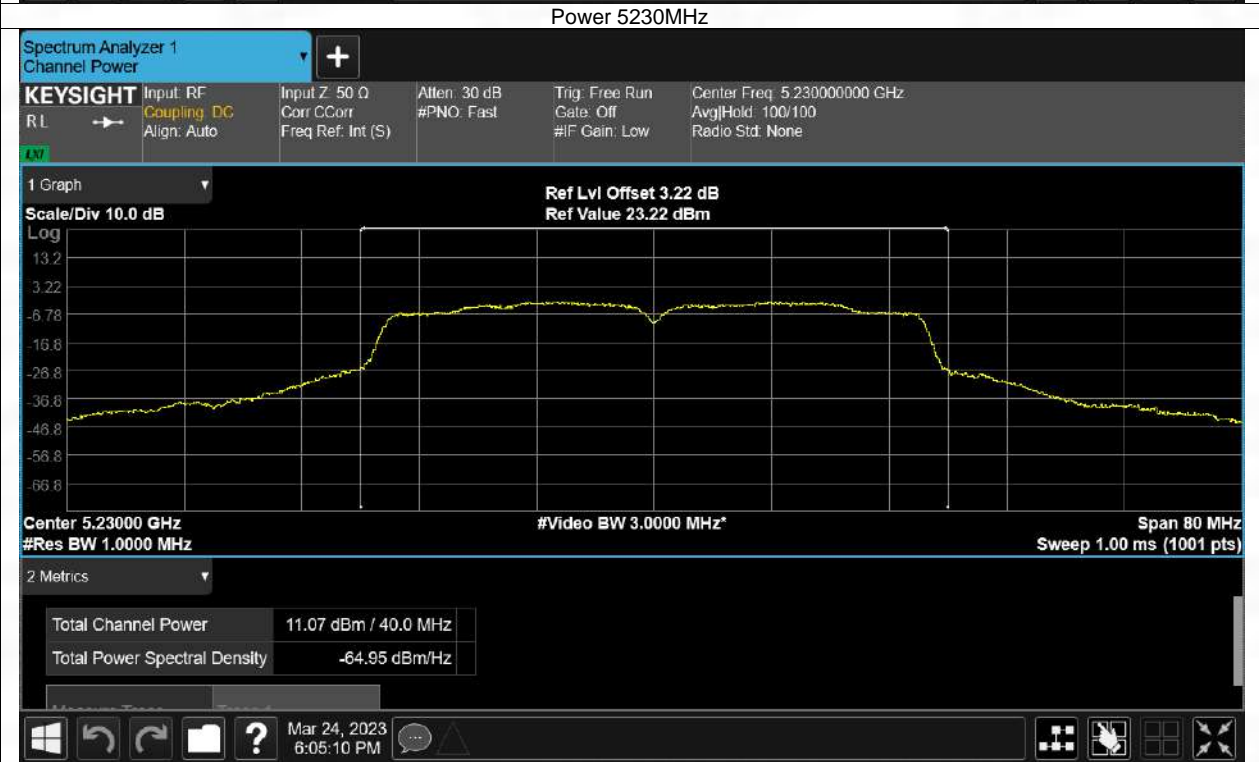 Power 5230MHz
Spectrum Analyzer 1
Channel Power
+
KEYSIGHT Input: RF Input Z: 50 Ω Atten: 30 dB Trig: Free Run Center Freq: 5.230000000 GHz
RL Coupling: DC Corr CCorr #PNO: Fast Gate: Off Avg|Hold: 100/100
Align: Auto Freq Ref: Int (S) #IF Gain: Low Radio Std: None
LXI
1 Graph
Ref Lvl Offset 3.22 dB
Scale/Div 10.0 dB Ref Value 23.22 dBm
Log
13.2
3.22
-6.78
-16.8
-26.8
-36.8
-46.8
-56.8
-66.8
Center 5.23000 GHz #Video BW 3.0000 MHz* Span 80 MHz
#Res BW 1.0000 MHz Sweep 1.00 ms (1001 pts)
2 Metrics
Total Channel Power 11.07 dBm / 40.0 MHz
Total Power Spectral Density -64.95 dBm/Hz
? Mar 24, 2023
6:05:10 PM